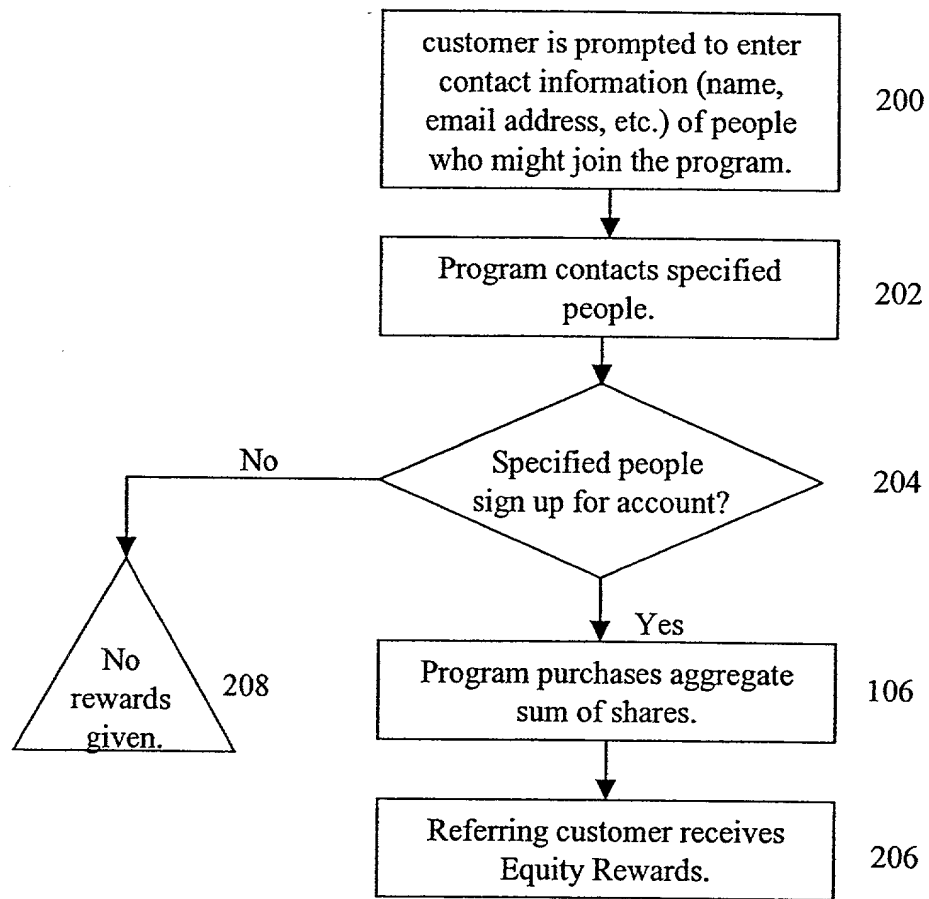 customer is prompted to enter
contact information (name,
email address, etc.) of people
who might join the program.
200
Program contacts specified
people.
202
Specified people
sign up for account?
204
No
Yes
No
rewards
given.
208
Program purchases aggregate
sum of shares.
106
Referring customer receives
Equity Rewards.
206